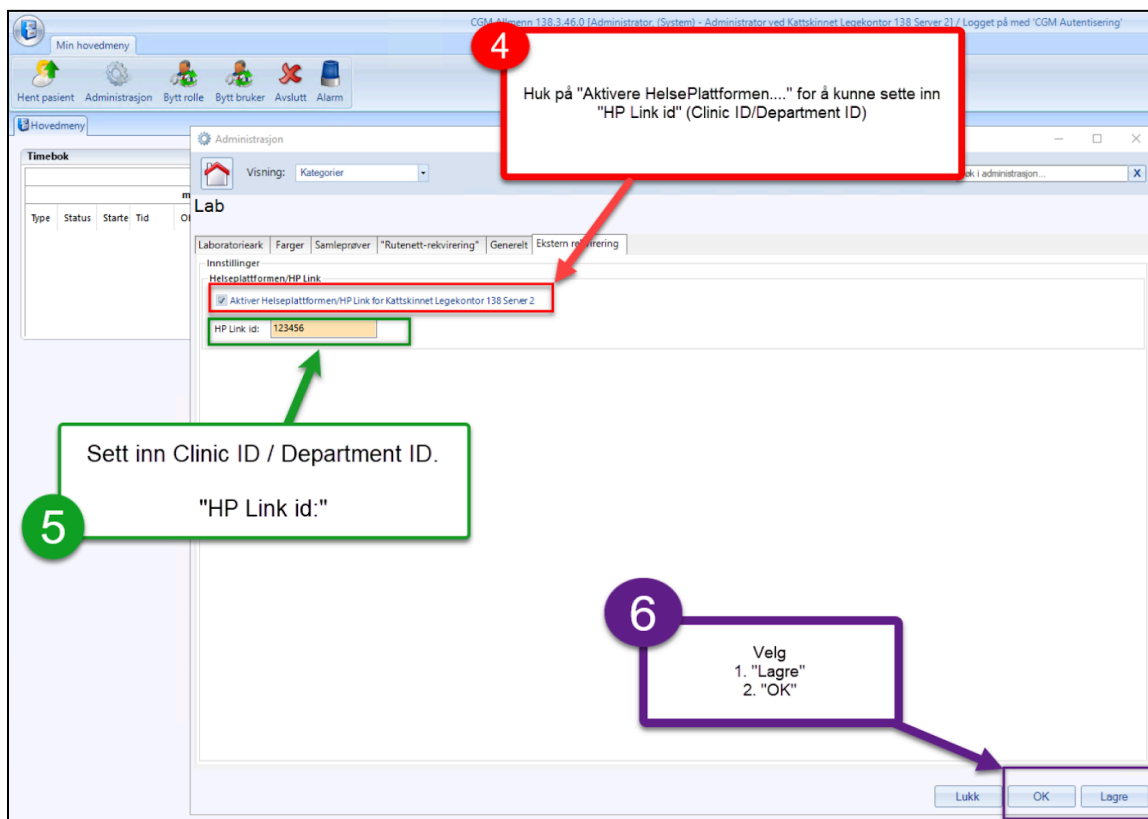 CGM Allmenn 138.3.46.0 [Administrator, (System) - Administrator ved Kattskinnet Legekontor 138 Server 2] / Logget på med 'CGM Autentisering'
Min hovedmeny
Hent pasient Administrasjon Bytt rolle Bytt bruker Avslutt Alarm
Hovedmeny
Timebok
m
Type Status Starte Tid
4
Huk på "Aktivere HelsePlattformen...." for å kunne sette inn
"HP Link id" (Clinic ID/Department ID)
Administrasjon
Visning: Kategorier
k i administrasjon... X
Lab
Laboratorieark Farger Samleprøver "Rutenett-rekvirering" Generelt Ekstern rekvirering
Innstillinger
Helseplattformen/HP Link
Aktiver Helseplattformen/HP Link for Kattskinnet Legekontor 138 Server 2
HP Link id: 123456
Sett inn Clinic ID / Department ID.
"HP Link id:"
5
6
Velg
1. "Lagre"
2. "OK"
Lukk OK Lagre